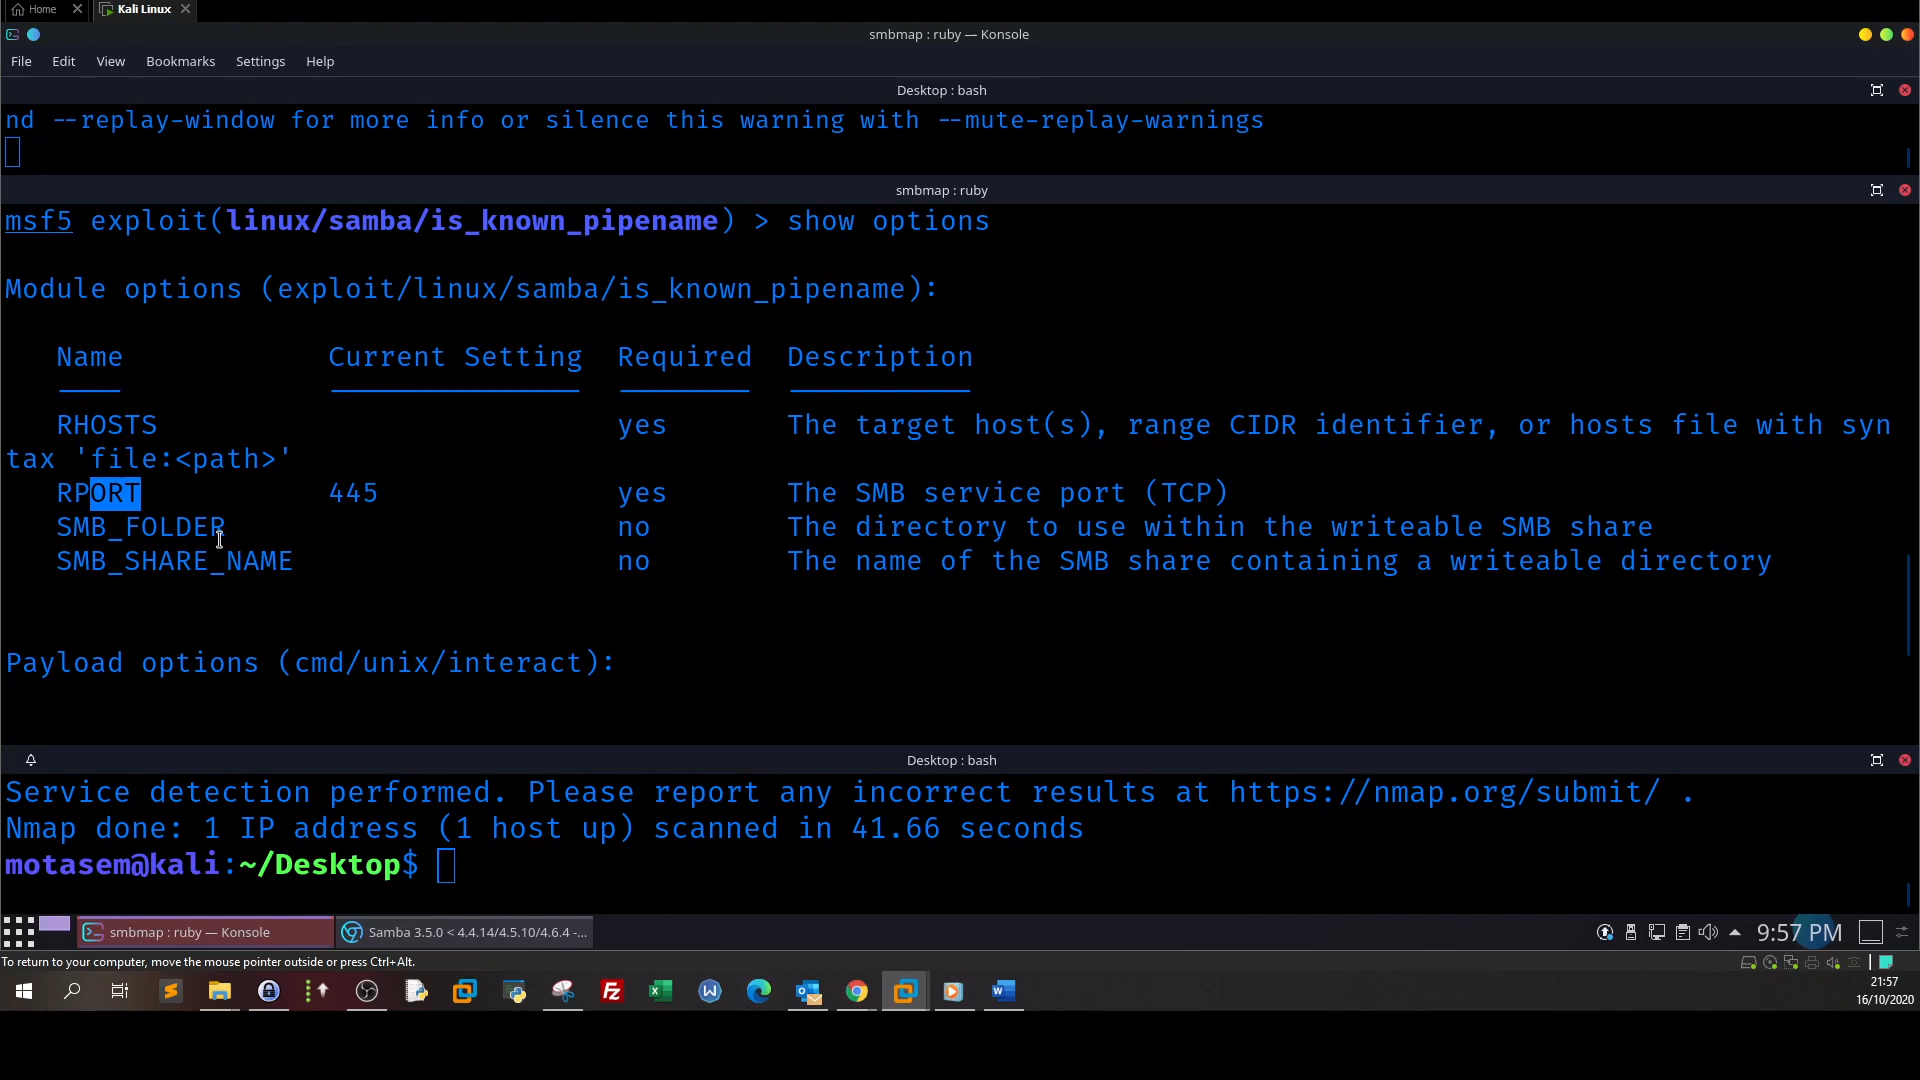 Home
Kali Linux
smbmap : ruby — Konsole
File Edit View Bookmarks Settings Help
Desktop : bash
nd --replay-window for more info or silence this warning with --mute-replay-warnings
smbmap : ruby
msf5 exploit(linux/samba/is_known_pipename) > show options
Module options (exploit/linux/samba/is_known_pipename):
Name Current Setting Required Description
RHOSTS yes The target host(s), range CIDR identifier, or hosts file with syn
tax 'file:<path>'
RPORT 445 yes The SMB service port (TCP)
SMB_FOLDER no The directory to use within the writeable SMB share
SMB_SHARE_NAME no The name of the SMB share containing a writeable directory
Payload options (cmd/unix/interact):
Desktop : bash
Service detection performed. Please report any incorrect results at https://nmap.org/submit/ .
Nmap done: 1 IP address (1 host up) scanned in 41.66 seconds
motasem@kali:~/Desktop$
smbmap : ruby — Konsole
Samba 3.5.0 < 4.4.14/4.5.10/4.6.4 -...
9:57 PM
To return to your computer, move the mouse pointer outside or press Ctrl+Alt.
21:57
16/10/2020